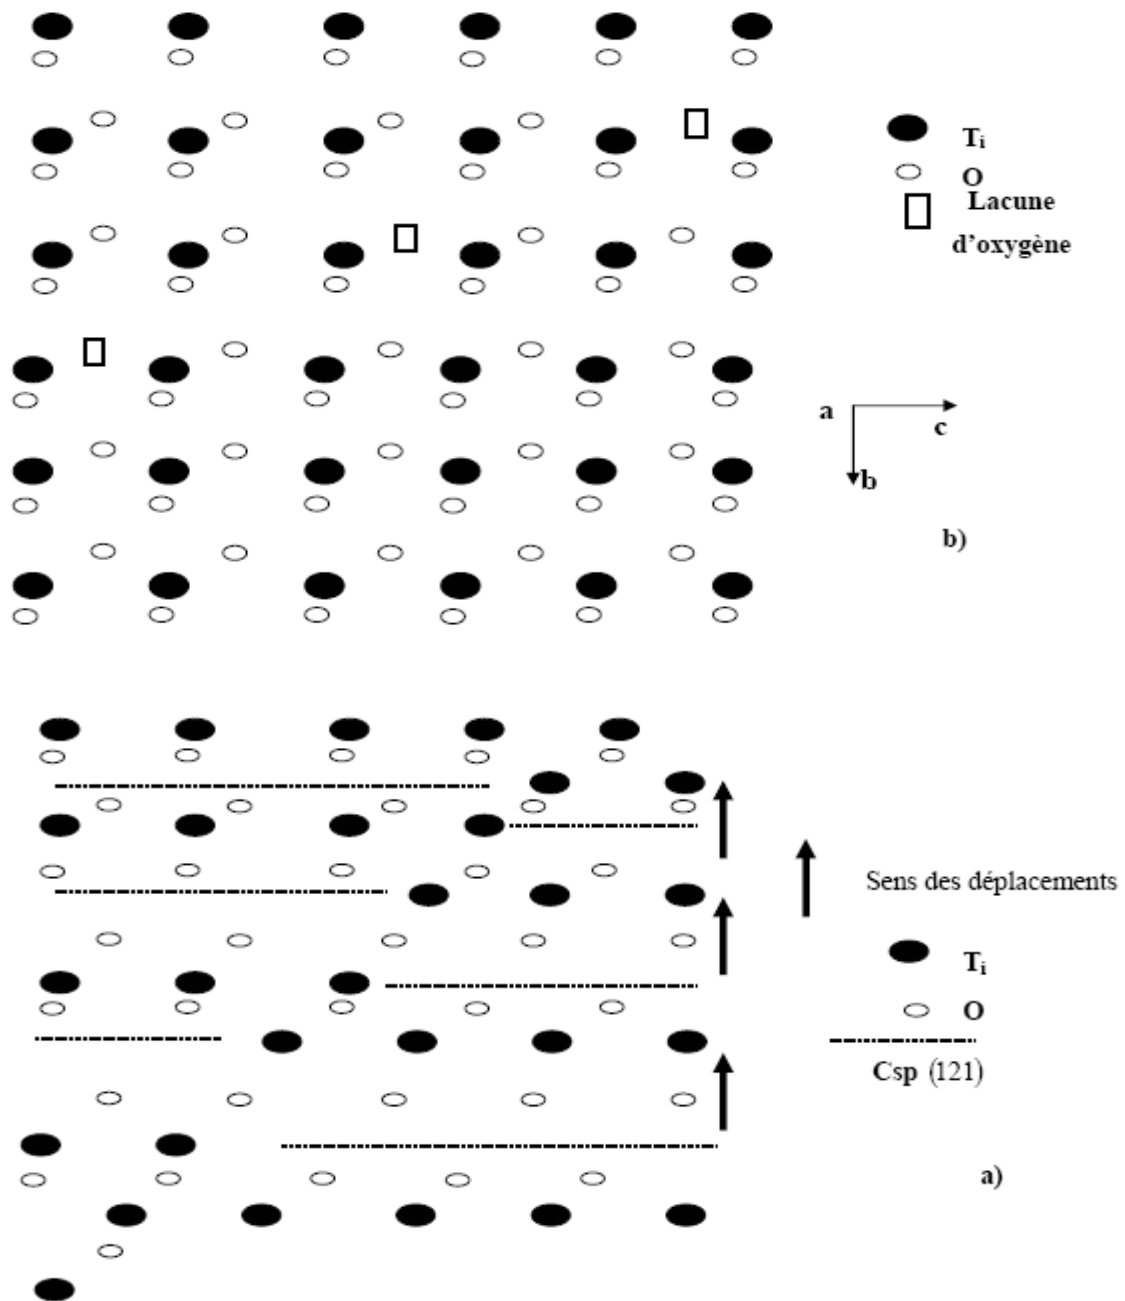 Ti
O
Lacune
d'oxygène
a
c
b
b)
Sens des déplacements
Ti
O
Csp (121)
a)